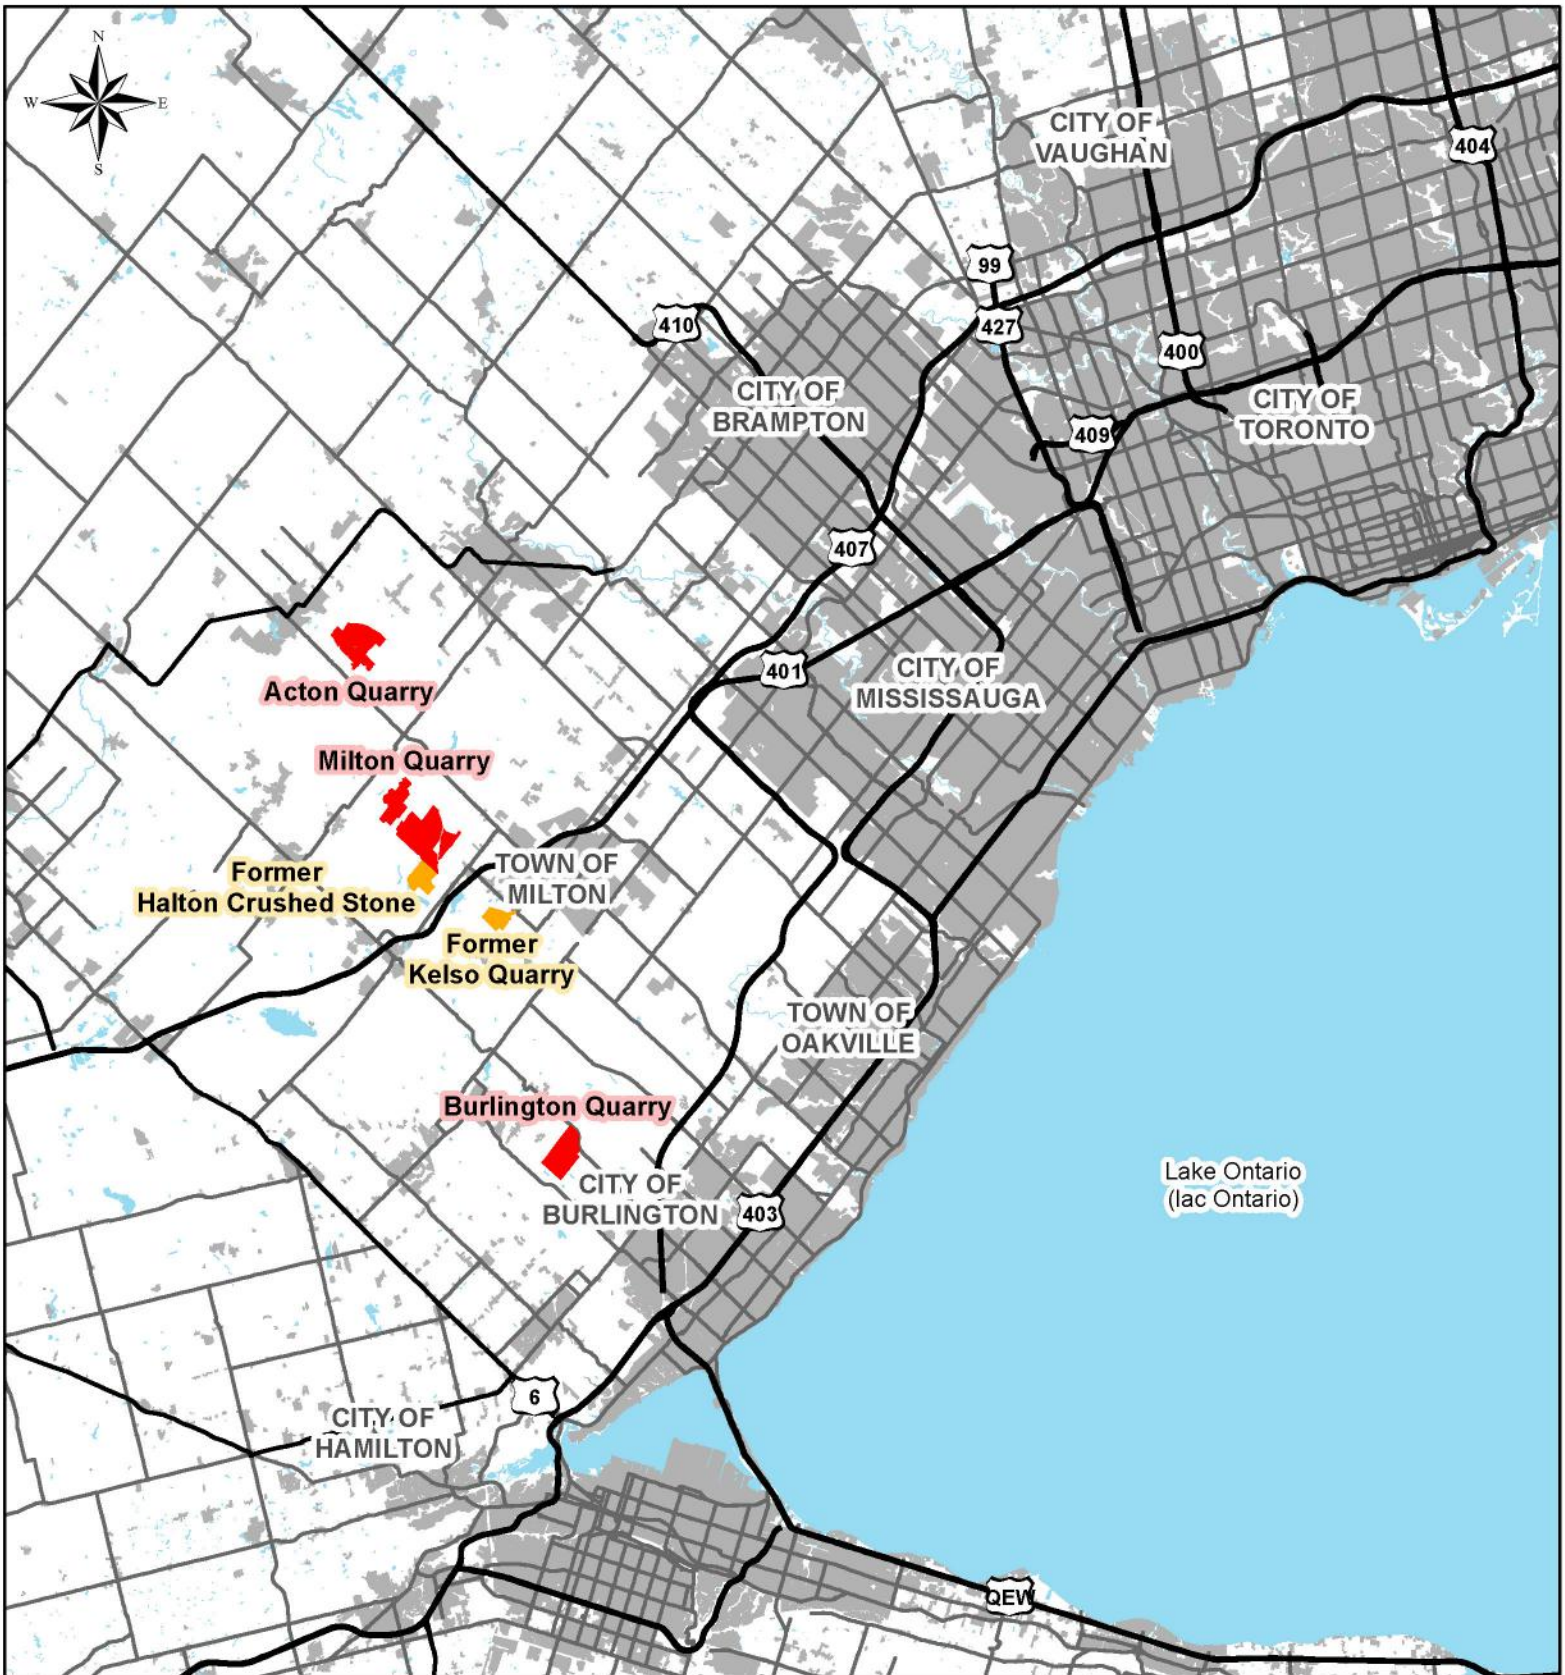 N
W
E
S
CITY OF
VAUGHAN
404
99
427
410
400
CITY OF
BRAMPTON
CITY OF
TORONTO
409
407
401
CITY OF
MISSISSAUGA
Acton Quarry
Milton Quarry
Former
Halton Crushed Stone
TOWN OF
MILTON
Former
Kelso Quarry
TOWN OF
OAKVILLE
Burlington Quarry
CITY OF
BURLINGTON
403
Lake Ontario
(lac Ontario)
6
CITY OF
HAMILTON
QEW